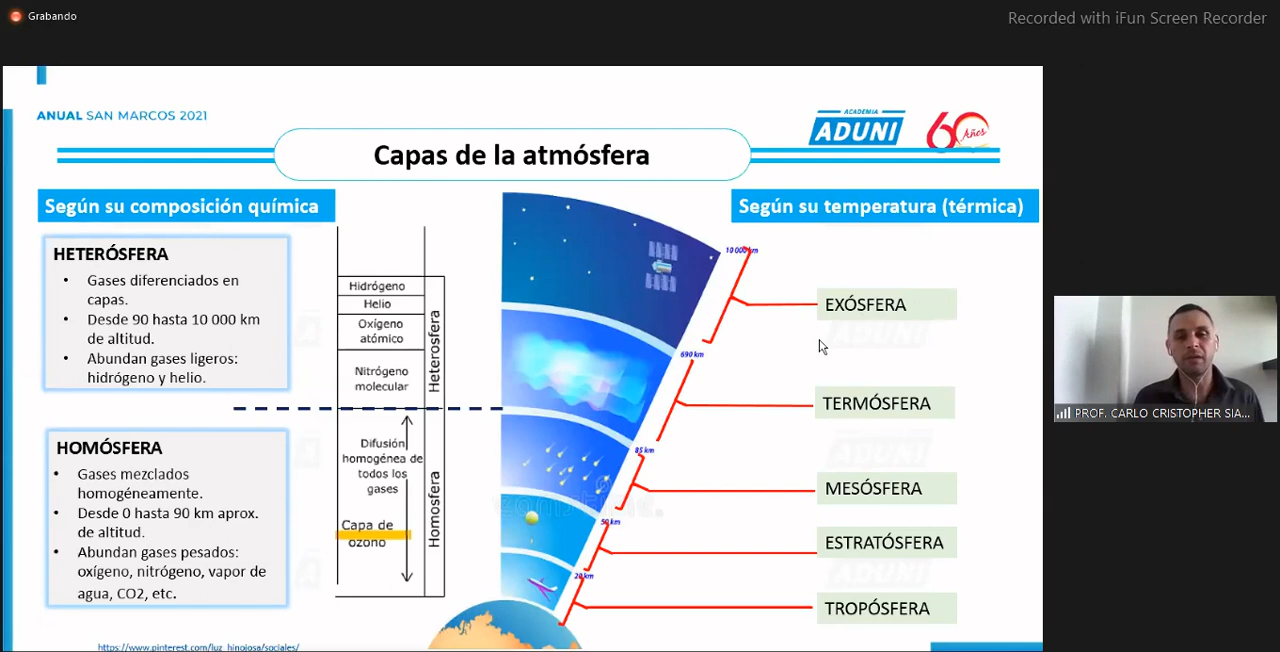 Grabando
Recorded with iFun Screen Recorder
ANUAL SAN MARCOS 2021
ACADEMIA
ADUNI
60 Años
Capas de la atmósfera
Según su composición química
Según su temperatura (térmica)
HETERÓSFERA
• Gases diferenciados en
capas.
• Desde 90 hasta 10 000 km
de altitud.
• Abundan gases ligeros:
hidrógeno y helio.
HOMÓSFERA
• Gases mezclados
homogéneamente.
• Desde 0 hasta 90 km aprox.
de altitud.
• Abundan gases pesados:
oxígeno, nitrógeno, vapor de
agua, CO2, etc.
Hidrógeno
Helio
Oxígeno
atómico
Nitrógeno
molecular
Heterosfera
Difusión
homogénea de
todos los
gases
Capa de
ozono
Homosfera
10 000 km
690 km
85 km
50 km
20 km
EXÓSFERA
TERMÓSFERA
MESÓSFERA
ESTRATÓSFERA
TROPÓSFERA
PROF. CARLO CRISTOPHER SIA...
https://www.pinterest.com/luz_hinojosa/sociales/